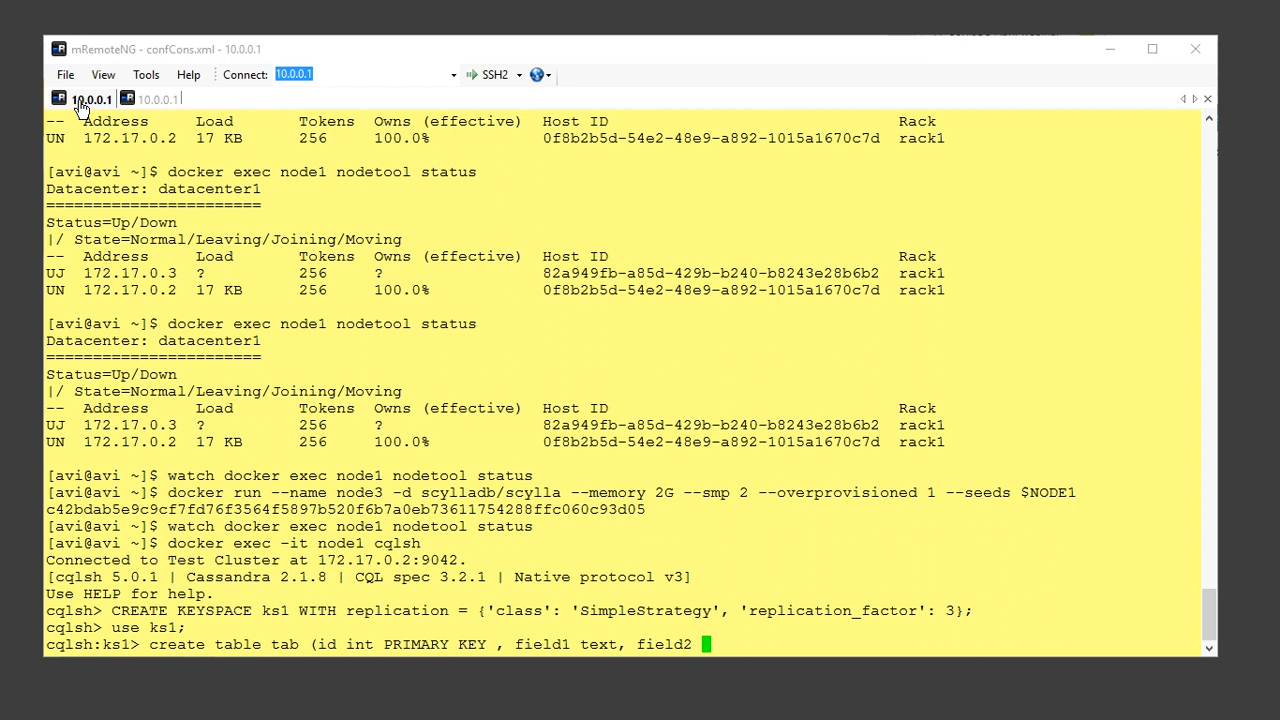 mRemoteNG - confCons.xml - 10.0.0.1
File View Tools Help Connect: 10.0.0.1 SSH2
10.0.0.1 10.0.0.1
-- Address Load Tokens Owns (effective) Host ID Rack
UN 172.17.0.2 17 KB 256 100.0% 0f8b2b5d-54e2-48e9-a892-1015a1670c7d rack1
[avi@avi ~]$ docker exec node1 nodetool status
Datacenter: datacenter1
=======================
Status=Up/Down
|/ State=Normal/Leaving/Joining/Moving
-- Address Load Tokens Owns (effective) Host ID Rack
UJ 172.17.0.3 ? 256 ? 82a949fb-a85d-429b-b240-b8243e28b6b2 rack1
UN 172.17.0.2 17 KB 256 100.0% 0f8b2b5d-54e2-48e9-a892-1015a1670c7d rack1
[avi@avi ~]$ docker exec node1 nodetool status
Datacenter: datacenter1
=======================
Status=Up/Down
|/ State=Normal/Leaving/Joining/Moving
-- Address Load Tokens Owns (effective) Host ID Rack
UJ 172.17.0.3 ? 256 ? 82a949fb-a85d-429b-b240-b8243e28b6b2 rack1
UN 172.17.0.2 17 KB 256 100.0% 0f8b2b5d-54e2-48e9-a892-1015a1670c7d rack1
[avi@avi ~]$ watch docker exec node1 nodetool status
[avi@avi ~]$ docker run --name node3 -d scylladb/scylla --memory 2G --smp 2 --overprovisioned 1 --seeds $NODE1
c42bdab5e9c9cf7fd76f3564f5897b520f6b7a0eb73611754288ffc060c93d05
[avi@avi ~]$ watch docker exec node1 nodetool status
[avi@avi ~]$ docker exec -it node1 cqlsh
Connected to Test Cluster at 172.17.0.2:9042.
[cqlsh 5.0.1 | Cassandra 2.1.8 | CQL spec 3.2.1 | Native protocol v3]
Use HELP for help.
cqlsh> CREATE KEYSPACE ks1 WITH replication = {'class': 'SimpleStrategy', 'replication_factor': 3};
cqlsh> use ks1;
cqlsh:ks1> create table tab (id int PRIMARY KEY , field1 text, field2